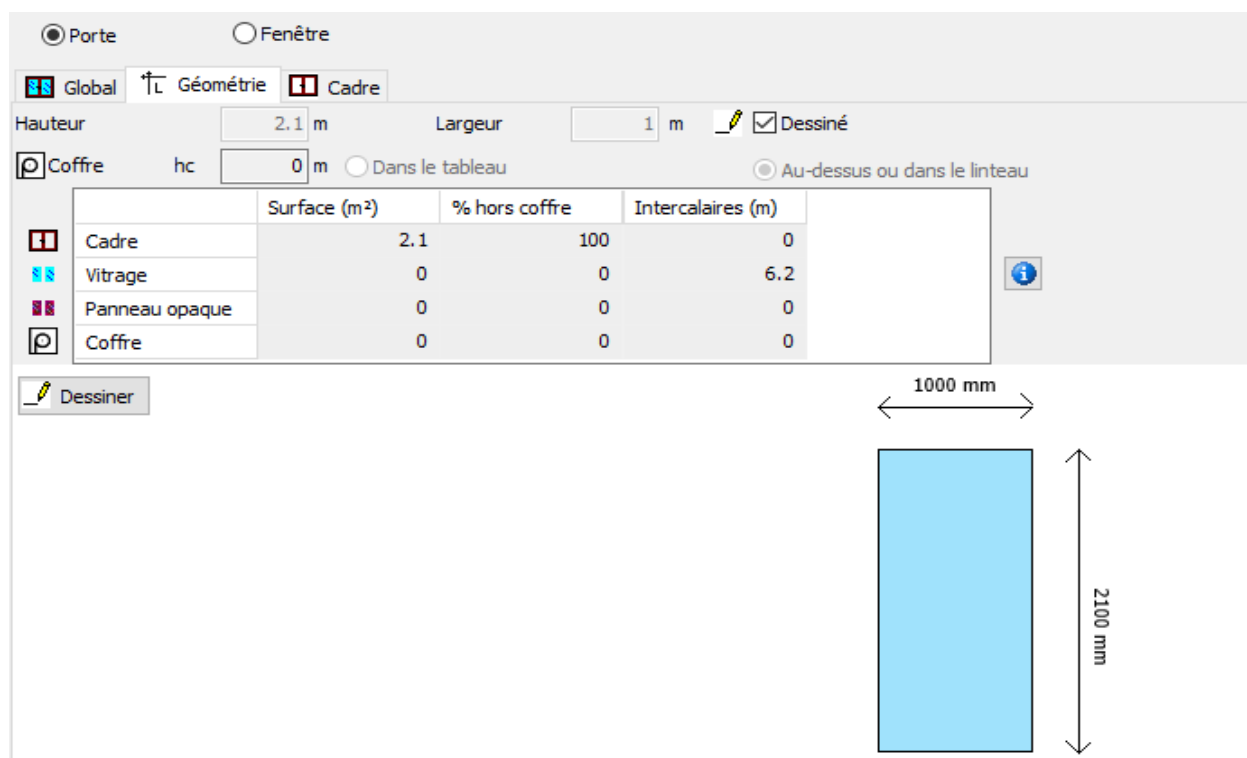 Porte Fenêtre
Global Géométrie Cadre
Hauteur 2.1 m Largeur 1 m Dessiné
Coffre hc 0 m Dans le tableau Au-dessus ou dans le linteau
Surface (m²) % hors coffre Intercalaires (m)
Cadre 2.1 100 0
Vitrage 0 0 6.2
Panneau opaque 0 0 0
Coffre 0 0 0
Dessiner
1000 mm
2100 mm